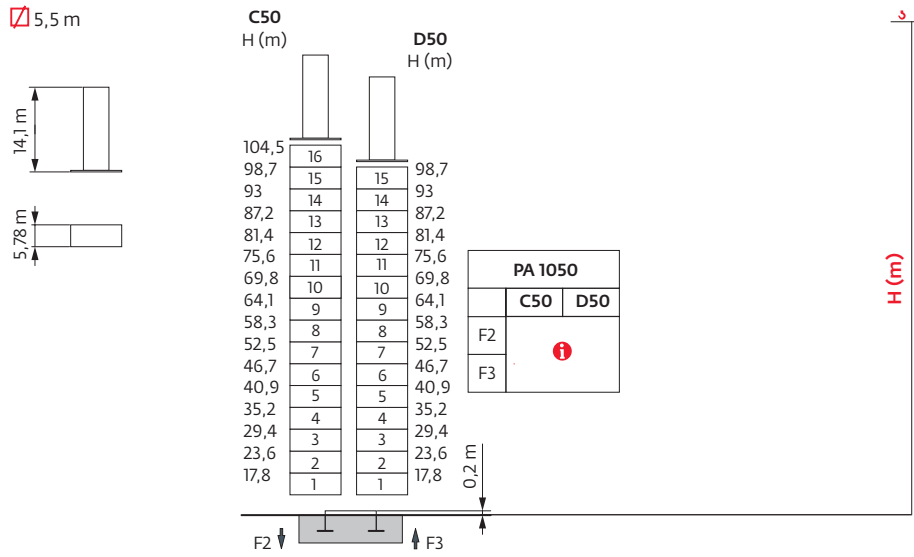 5,5 m
14,1 m
5,78 m
C50
H (m)
D50
H (m)
104,5 16
98,7 15 15 98,7
93 14 14 93
87,2 13 13 87,2
81,4 12 12 81,4
75,6 11 11 75,6
69,8 10 10 69,8
64,1 9 9 64,1
58,3 8 8 58,3
52,5 7 7 52,5
46,7 6 6 46,7
40,9 5 5 40,9
35,2 4 4 35,2
29,4 3 3 29,4
23,6 2 2 23,6
17,8 1 1 17,8
0,2 m
F2 F3
PA 1050
C50 D50
F2
i
F3
H (m)